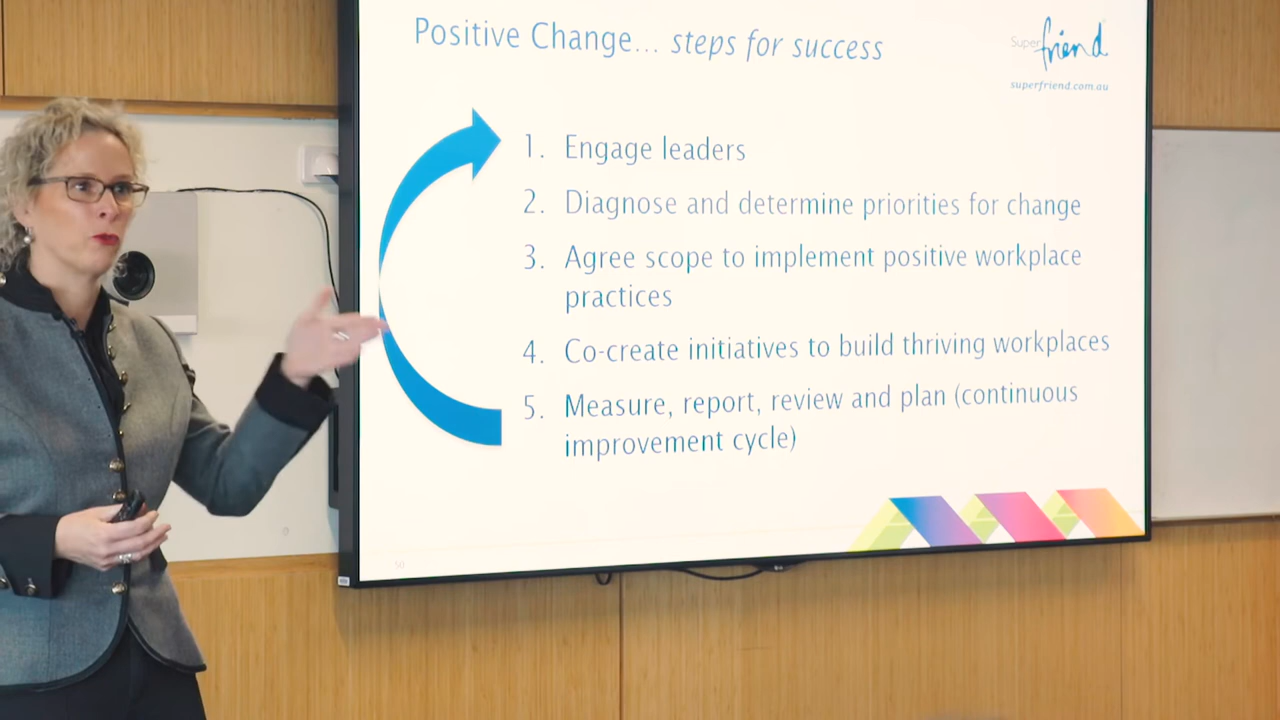 Positive Change... steps for success
Super friend
superfriend.com.au
1. Engage leaders
2. Diagnose and determine priorities for change
3. Agree scope to implement positive workplace
practices
4. Co-create initiatives to build thriving workplaces
5. Measure, report, review and plan (continuous
improvement cycle)
50